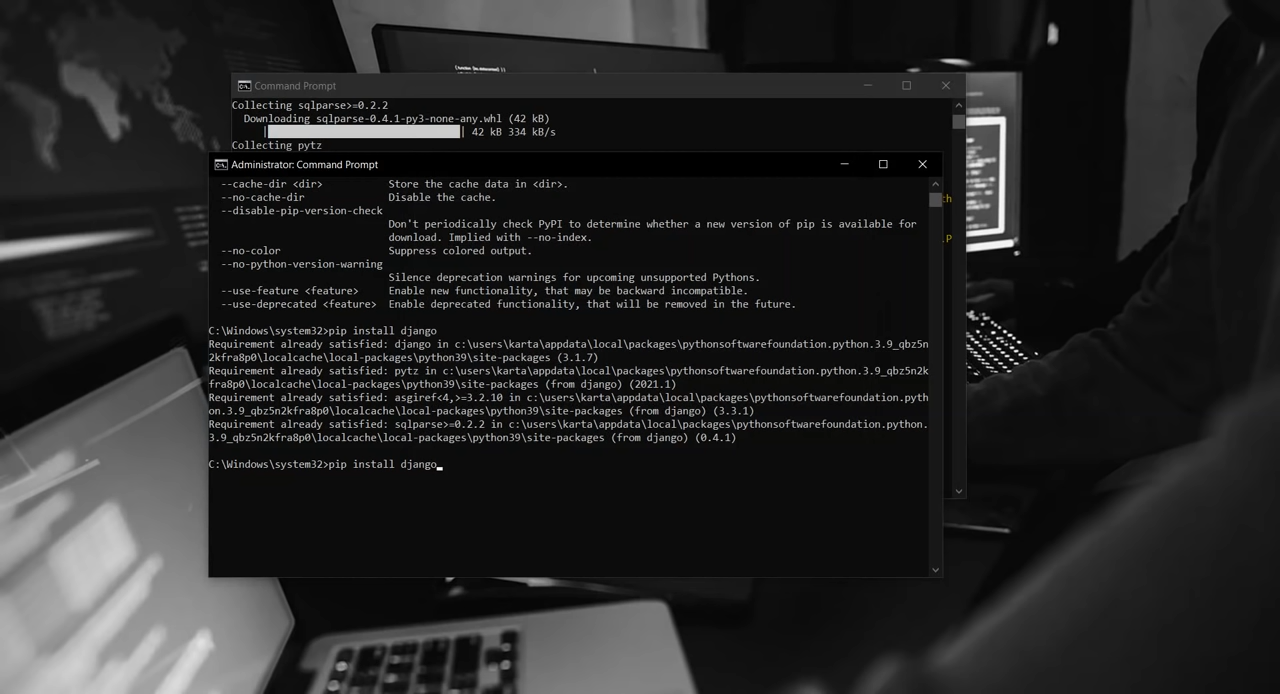 Command Prompt
Collecting sqlparse>=0.2.2
  Downloading sqlparse-0.4.1-py3-none-any.whl (42 kB)
     |████████████████████████████████| 42 kB 334 kB/s
Collecting pytz
Administrator: Command Prompt
  --cache-dir <dir>           Store the cache data in <dir>.
  --no-cache-dir              Disable the cache.
  --disable-pip-version-check
                              Don't periodically check PyPI to determine whether a new version of pip is available for
                              download. Implied with --no-index.
  --no-color                  Suppress colored output.
  --no-python-version-warning
                              Silence deprecation warnings for upcoming unsupported Pythons.
  --use-feature <feature>     Enable new functionality, that may be backward incompatible.
  --use-deprecated <feature>  Enable deprecated functionality, that will be removed in the future.
C:\Windows\system32>pip install django
Requirement already satisfied: django in c:\users\karta\appdata\local\packages\pythonsoftwarefoundation.python.3.9_qbz5n
2kfra8p0\localcache\local-packages\python39\site-packages (3.1.7)
Requirement already satisfied: pytz in c:\users\karta\appdata\local\packages\pythonsoftwarefoundation.python.3.9_qbz5n2k
fra8p0\localcache\local-packages\python39\site-packages (from django) (2021.1)
Requirement already satisfied: asgiref<4,>=3.2.10 in c:\users\karta\appdata\local\packages\pythonsoftwarefoundation.pyth
on.3.9_qbz5n2kfra8p0\localcache\local-packages\python39\site-packages (from django) (3.3.1)
Requirement already satisfied: sqlparse>=0.2.2 in c:\users\karta\appdata\local\packages\pythonsoftwarefoundation.python.
3.9_qbz5n2kfra8p0\localcache\local-packages\python39\site-packages (from django) (0.4.1)
C:\Windows\system32>pip install django